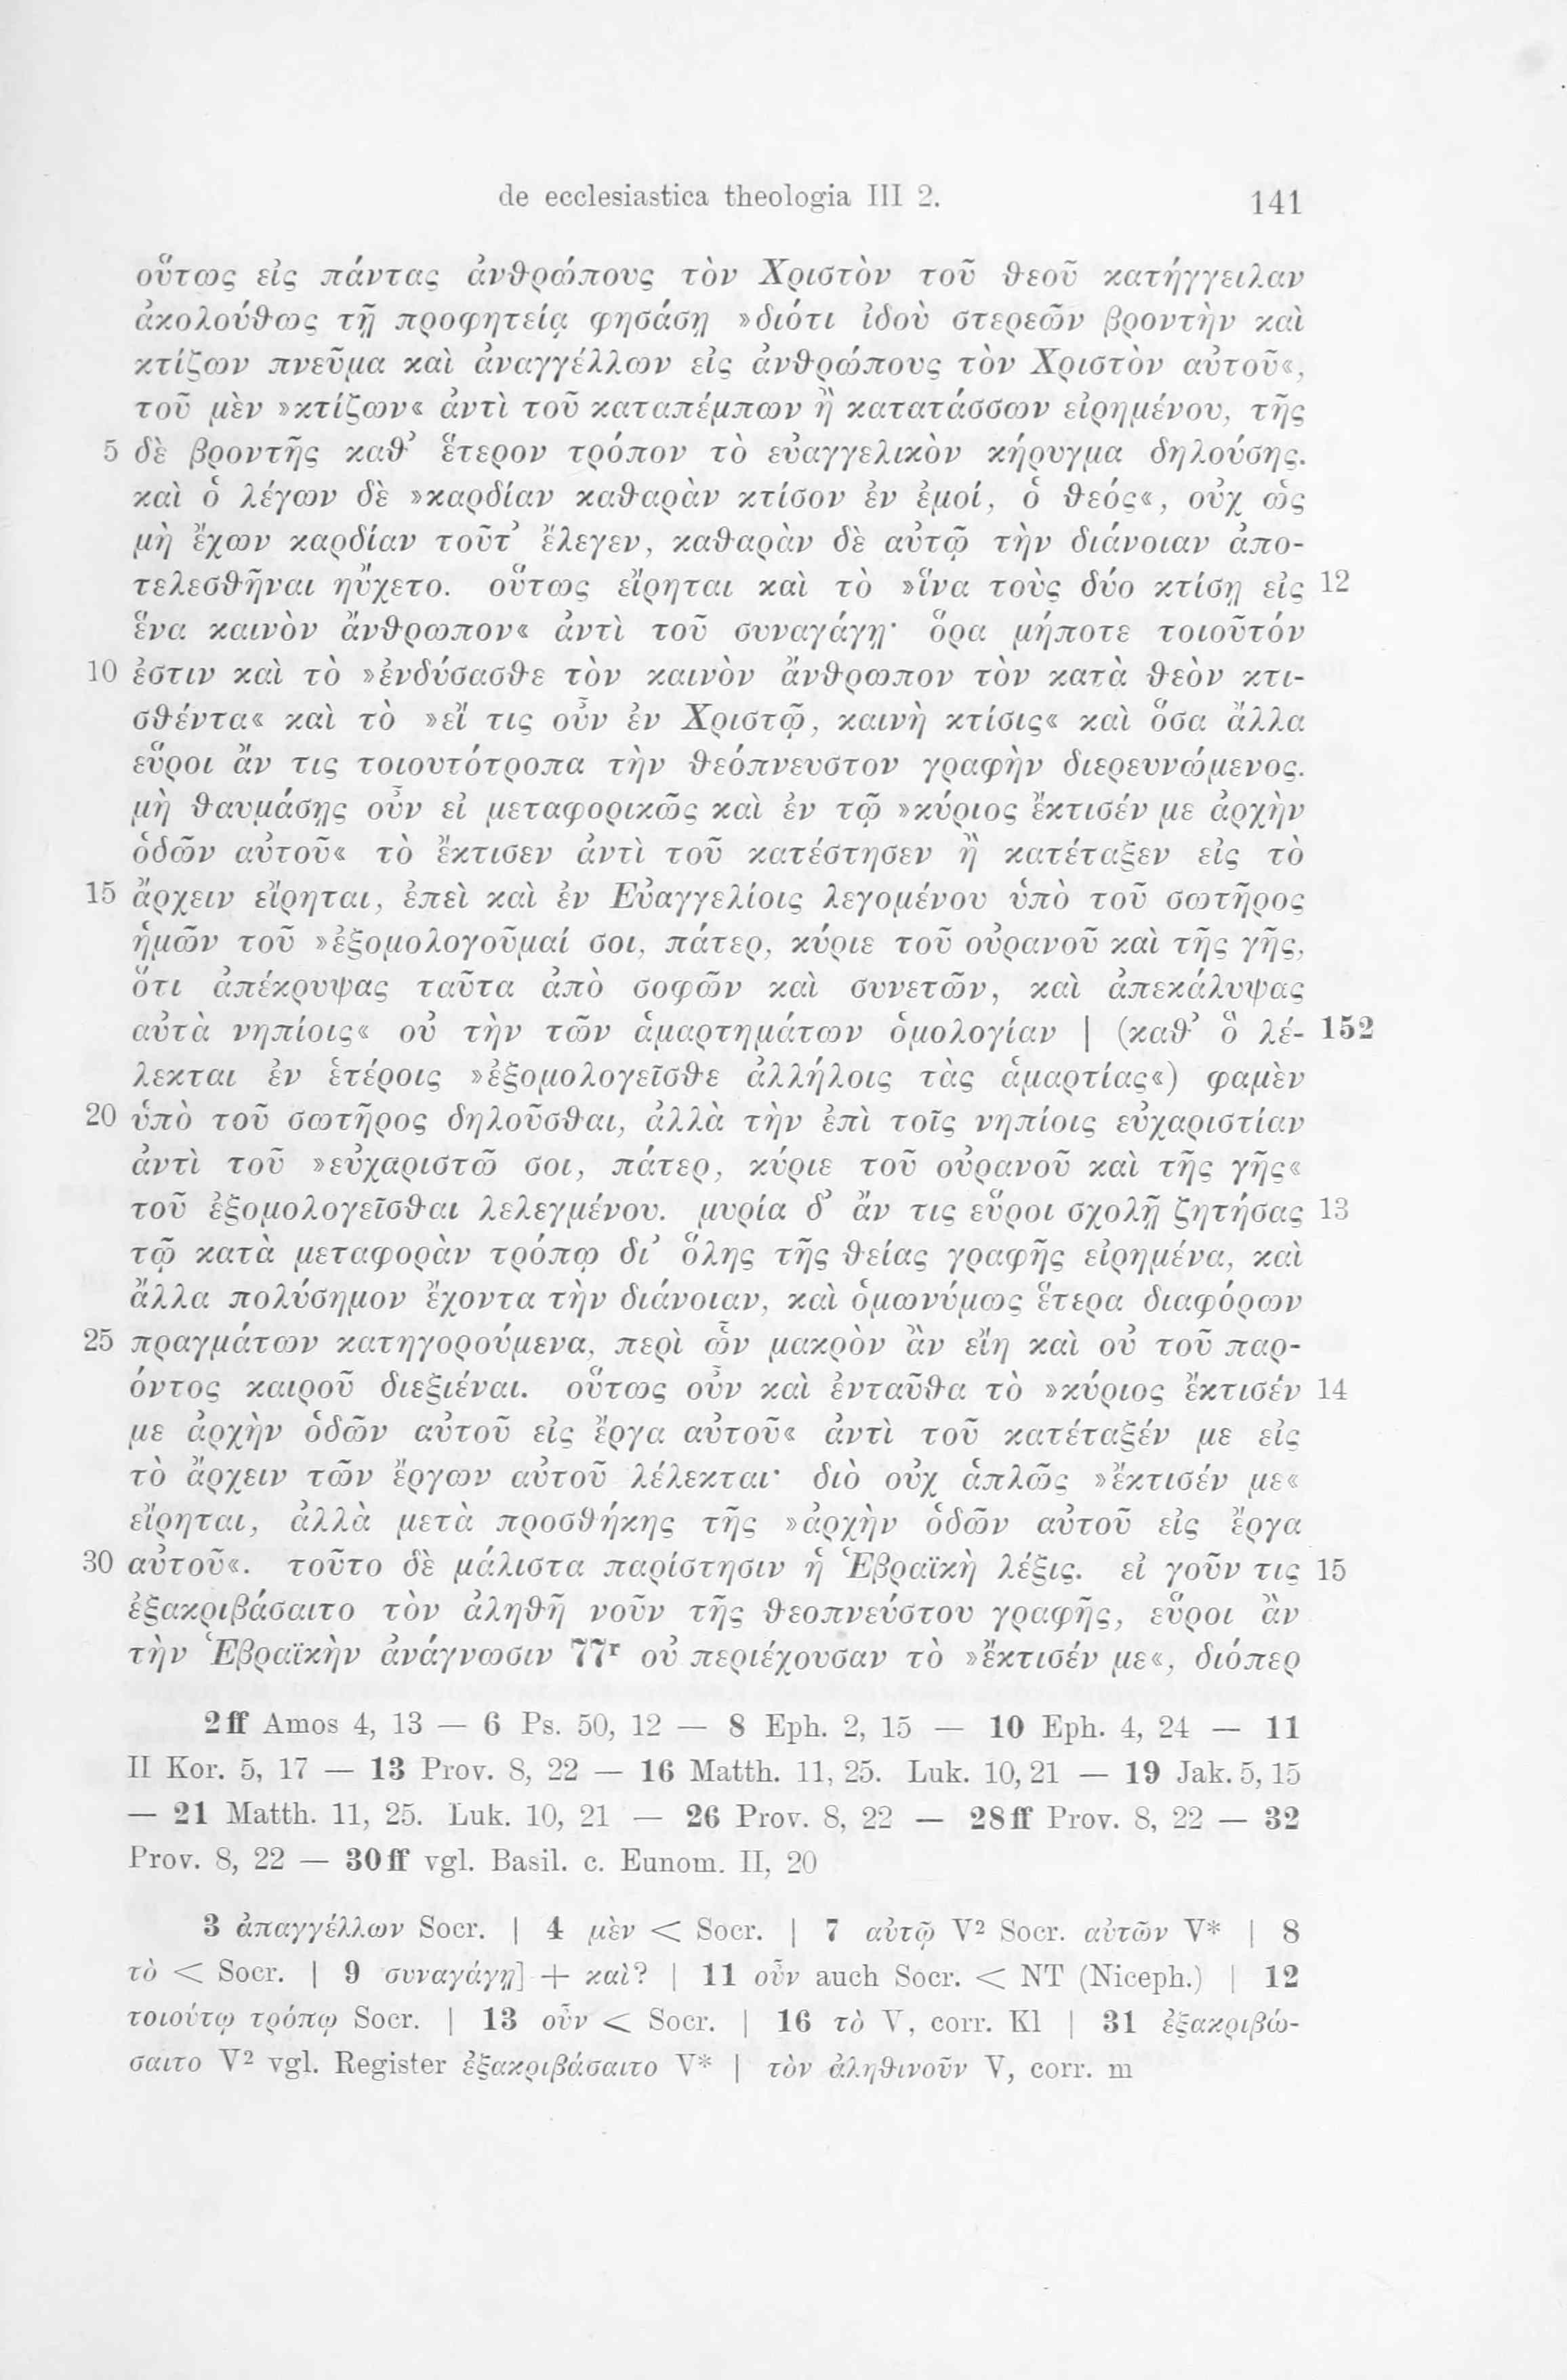 de ecclesiastica theologia III 2. 141
οὕτως εἰς πάντας ἀνθρώπους τὸν Χριστὸν τοῦ θεοῦ κατήγγειλαν
ἀκολούθως τῇ προφητείᾳ φησάσῃ »διότι ἰδοὺ στερεῶν βροντὴν καὶ
κτίζων πνεῦμα καὶ ἀναγγέλλων εἰς ἀνθρώπους τὸν Χριστὸν αὐτοῦ«,
τοῦ μὲν »κτίζων« ἀντὶ τοῦ καταπέμπων ἢ κατατάσσων εἰρημένου, τῆς
5 δὲ βροντῆς καθ' ἕτερον τρόπον τὸ εὐαγγελικὸν κήρυγμα δηλούσης.
καὶ ὁ λέγων δὲ »καρδίαν καθαρὰν κτίσον ἐν ἐμοί, ὁ θεός«, οὐχ ὡς
μὴ ἔχων καρδίαν τοῦτ' ἔλεγεν, καθαρὰν δὲ αὐτῷ τὴν διάνοιαν ἀπο-
τελεσθῆναι ηὔχετο. οὕτως εἴρηται καὶ τὸ »ἵνα τοὺς δύο κτίσῃ εἰς 12
ἕνα καινὸν ἄνθρωπον« ἀντὶ τοῦ συναγάγῃ· ὅρα μήποτε τοιοῦτόν
10 ἐστιν καὶ τὸ »ἐνδύσασθε τὸν καινὸν ἄνθρωπον τὸν κατὰ θεὸν κτι-
σθέντα« καὶ τὸ »εἴ τις οὖν ἐν Χριστῷ, καινὴ κτίσις« καὶ ὅσα ἄλλα
εὕροι ἄν τις τοιουτότροπα τὴν θεόπνευστον γραφὴν διερευνώμενος.
μὴ θαυμάσῃς οὖν εἰ μεταφορικῶς καὶ ἐν τῷ »κύριος ἔκτισέν με ἀρχὴν
ὁδῶν αὐτοῦ« τὸ ἔκτισεν ἀντὶ τοῦ κατέστησεν ἢ κατέταξεν εἰς τὸ
15 ἄρχειν εἴρηται, ἐπεὶ καὶ ἐν Εὐαγγελίοις λεγομένου ὑπὸ τοῦ σωτῆρος
ἡμῶν τοῦ »ἐξομολογοῦμαί σοι, πάτερ, κύριε τοῦ οὐρανοῦ καὶ τῆς γῆς,
ὅτι ἀπέκρυψας ταῦτα ἀπὸ σοφῶν καὶ συνετῶν, καὶ ἀπεκάλυψας
αὐτὰ νηπίοις« οὐ τὴν τῶν ἁμαρτημάτων ὁμολογίαν | (καθ' ὃ λέ- 152
λεκται ἐν ἑτέροις »ἐξομολογεῖσθε ἀλλήλοις τὰς ἁμαρτίας«) φαμὲν
20 ὑπὸ τοῦ σωτῆρος δηλοῦσθαι, ἀλλὰ τὴν ἐπὶ τοῖς νηπίοις εὐχαριστίαν
ἀντὶ τοῦ »εὐχαριστῶ σοι, πάτερ, κύριε τοῦ οὐρανοῦ καὶ τῆς γῆς«
τοῦ ἐξομολογεῖσθαι λελεγμένου. μυρία δ' ἄν τις εὕροι σχολῇ ζητήσας 13
τῷ κατὰ μεταφορὰν τρόπῳ δι' ὅλης τῆς θείας γραφῆς εἰρημένα, καὶ
ἄλλα πολύσημον ἔχοντα τὴν διάνοιαν, καὶ ὁμωνύμως ἕτερα διαφόρων
25 πραγμάτων κατηγορούμενα, περὶ ὧν μακρὸν ἂν εἴη καὶ οὐ τοῦ παρ-
όντος καιροῦ διεξιέναι. οὕτως οὖν καὶ ἐνταῦθα τὸ »κύριος ἔκτισέν 14
με ἀρχὴν ὁδῶν αὐτοῦ εἰς ἔργα αὐτοῦ« ἀντὶ τοῦ κατέταξέν με εἰς
τὸ ἄρχειν τῶν ἔργων αὐτοῦ λέλεκται· διὸ οὐχ ἁπλῶς »ἔκτισέν με«
εἴρηται, ἀλλὰ μετὰ προσθήκης τῆς »ἀρχὴν ὁδῶν αὐτοῦ εἰς ἔργα
30 αὐτοῦ«. τοῦτο δὲ μάλιστα παρίστησιν ἡ Ἑβραϊκὴ λέξις. εἰ γοῦν τις 15
ἐξακριβάσαιτο τὸν ἀληθῆ νοῦν τῆς θεοπνεύστου γραφῆς, εὕροι ἂν
τὴν Ἑβραϊκὴν ἀνάγνωσιν 77r οὐ περιέχουσαν τὸ »ἔκτισέν με«, διόπερ
2ff Amos 4, 13 — 6 Ps. 50, 12 — 8 Eph. 2, 15 — 10 Eph. 4, 24 — 11
II Kor. 5, 17 — 13 Prov. 8, 22 — 16 Matth. 11, 25. Luk. 10, 21 — 19 Jak. 5, 15
— 21 Matth. 11, 25. Luk. 10, 21 — 26 Prov. 8, 22 — 28ff Prov. 8, 22 — 32
Prov. 8, 22 — 30ff vgl. Basil. c. Eunom. II, 20
3 ἀπαγγέλλων Socr. | 4 μὲν < Socr. | 7 αὐτῷ V² Socr. αὐτῶν V* | 8
τὸ < Socr. | 9 συναγάγῃ] + καὶ? | 11 οὖν auch Socr. < NT (Niceph.) | 12
τοιούτῳ τρόπῳ Socr. | 13 οὖν < Socr. | 16 τὸ V, corr. Kl | 31 ἐξακριβώ-
σαιτο V² vgl. Register ἐξακριβάσαιτο V* | τὸν ἀληθινοῦν V, corr. m